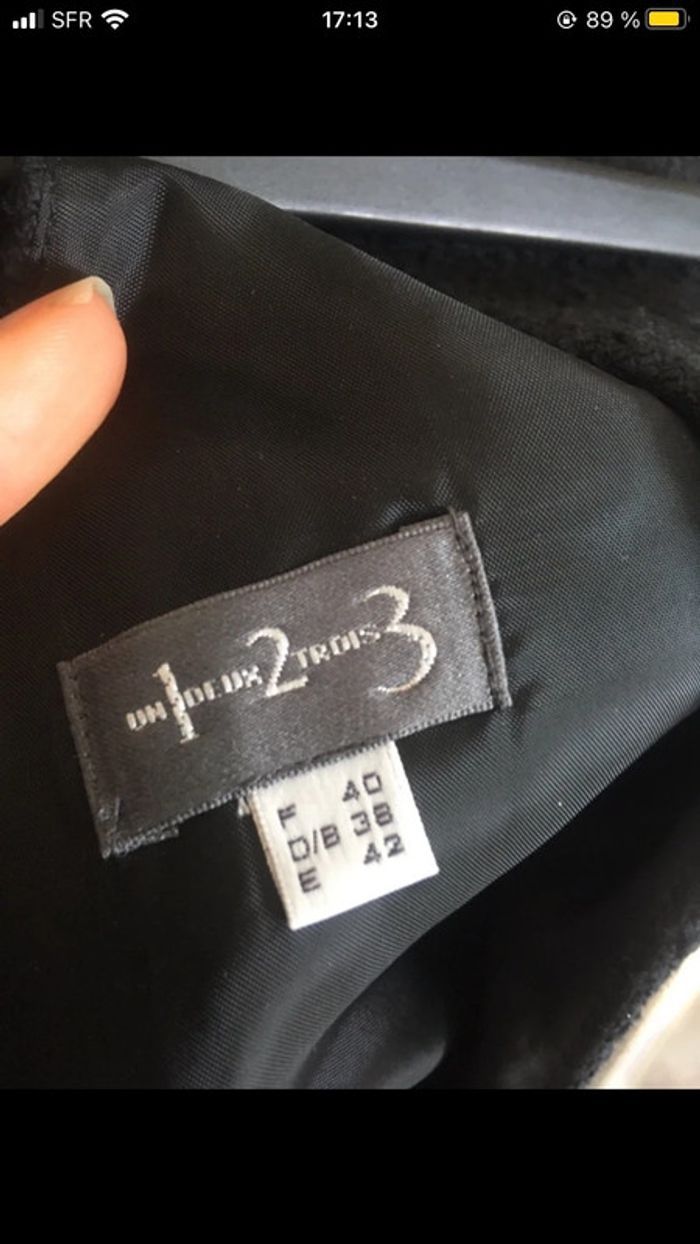 SFR 17:13 89 %
UN 1 DEUX 2 TROIS 3
F 40
D/B 38
E 42